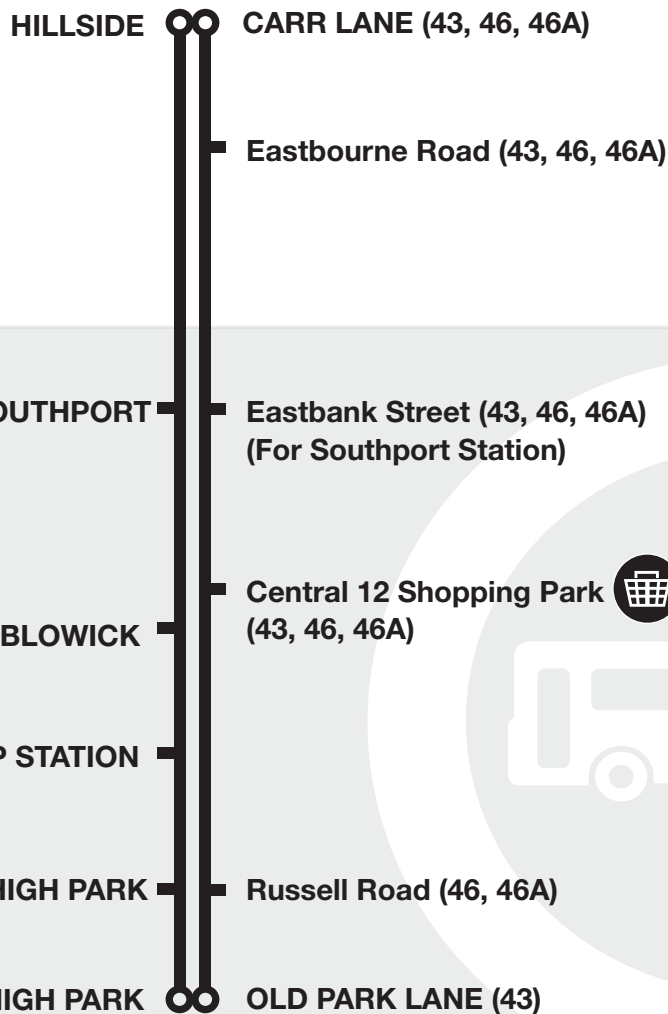 HILLSIDE CARR LANE (43, 46, 46A)
Eastbourne Road (43, 46, 46A)
OUTHPORT Eastbank Street (43, 46, 46A)
(For Southport Station)
Central 12 Shopping Park
BLOWICK (43, 46, 46A)
P STATION
HIGH PARK Russell Road (46, 46A)
HIGH PARK OLD PARK LANE (43)